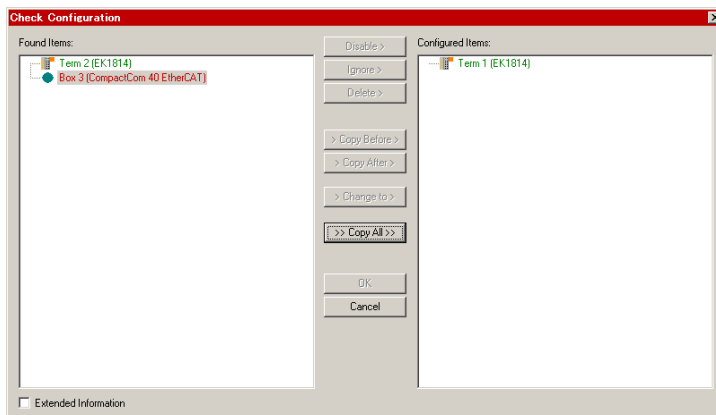 Check Configuration
Found Items:
Term 2 (EK1814)
Box 3 (CompactCom 40 EtherCAT)
Disable >
Ignore >
Delete >
> Copy Before >
> Copy After >
> Change to >
>> Copy All >>
OK
Cancel
Configured Items:
Term 1 (EK1814)
Extended Information